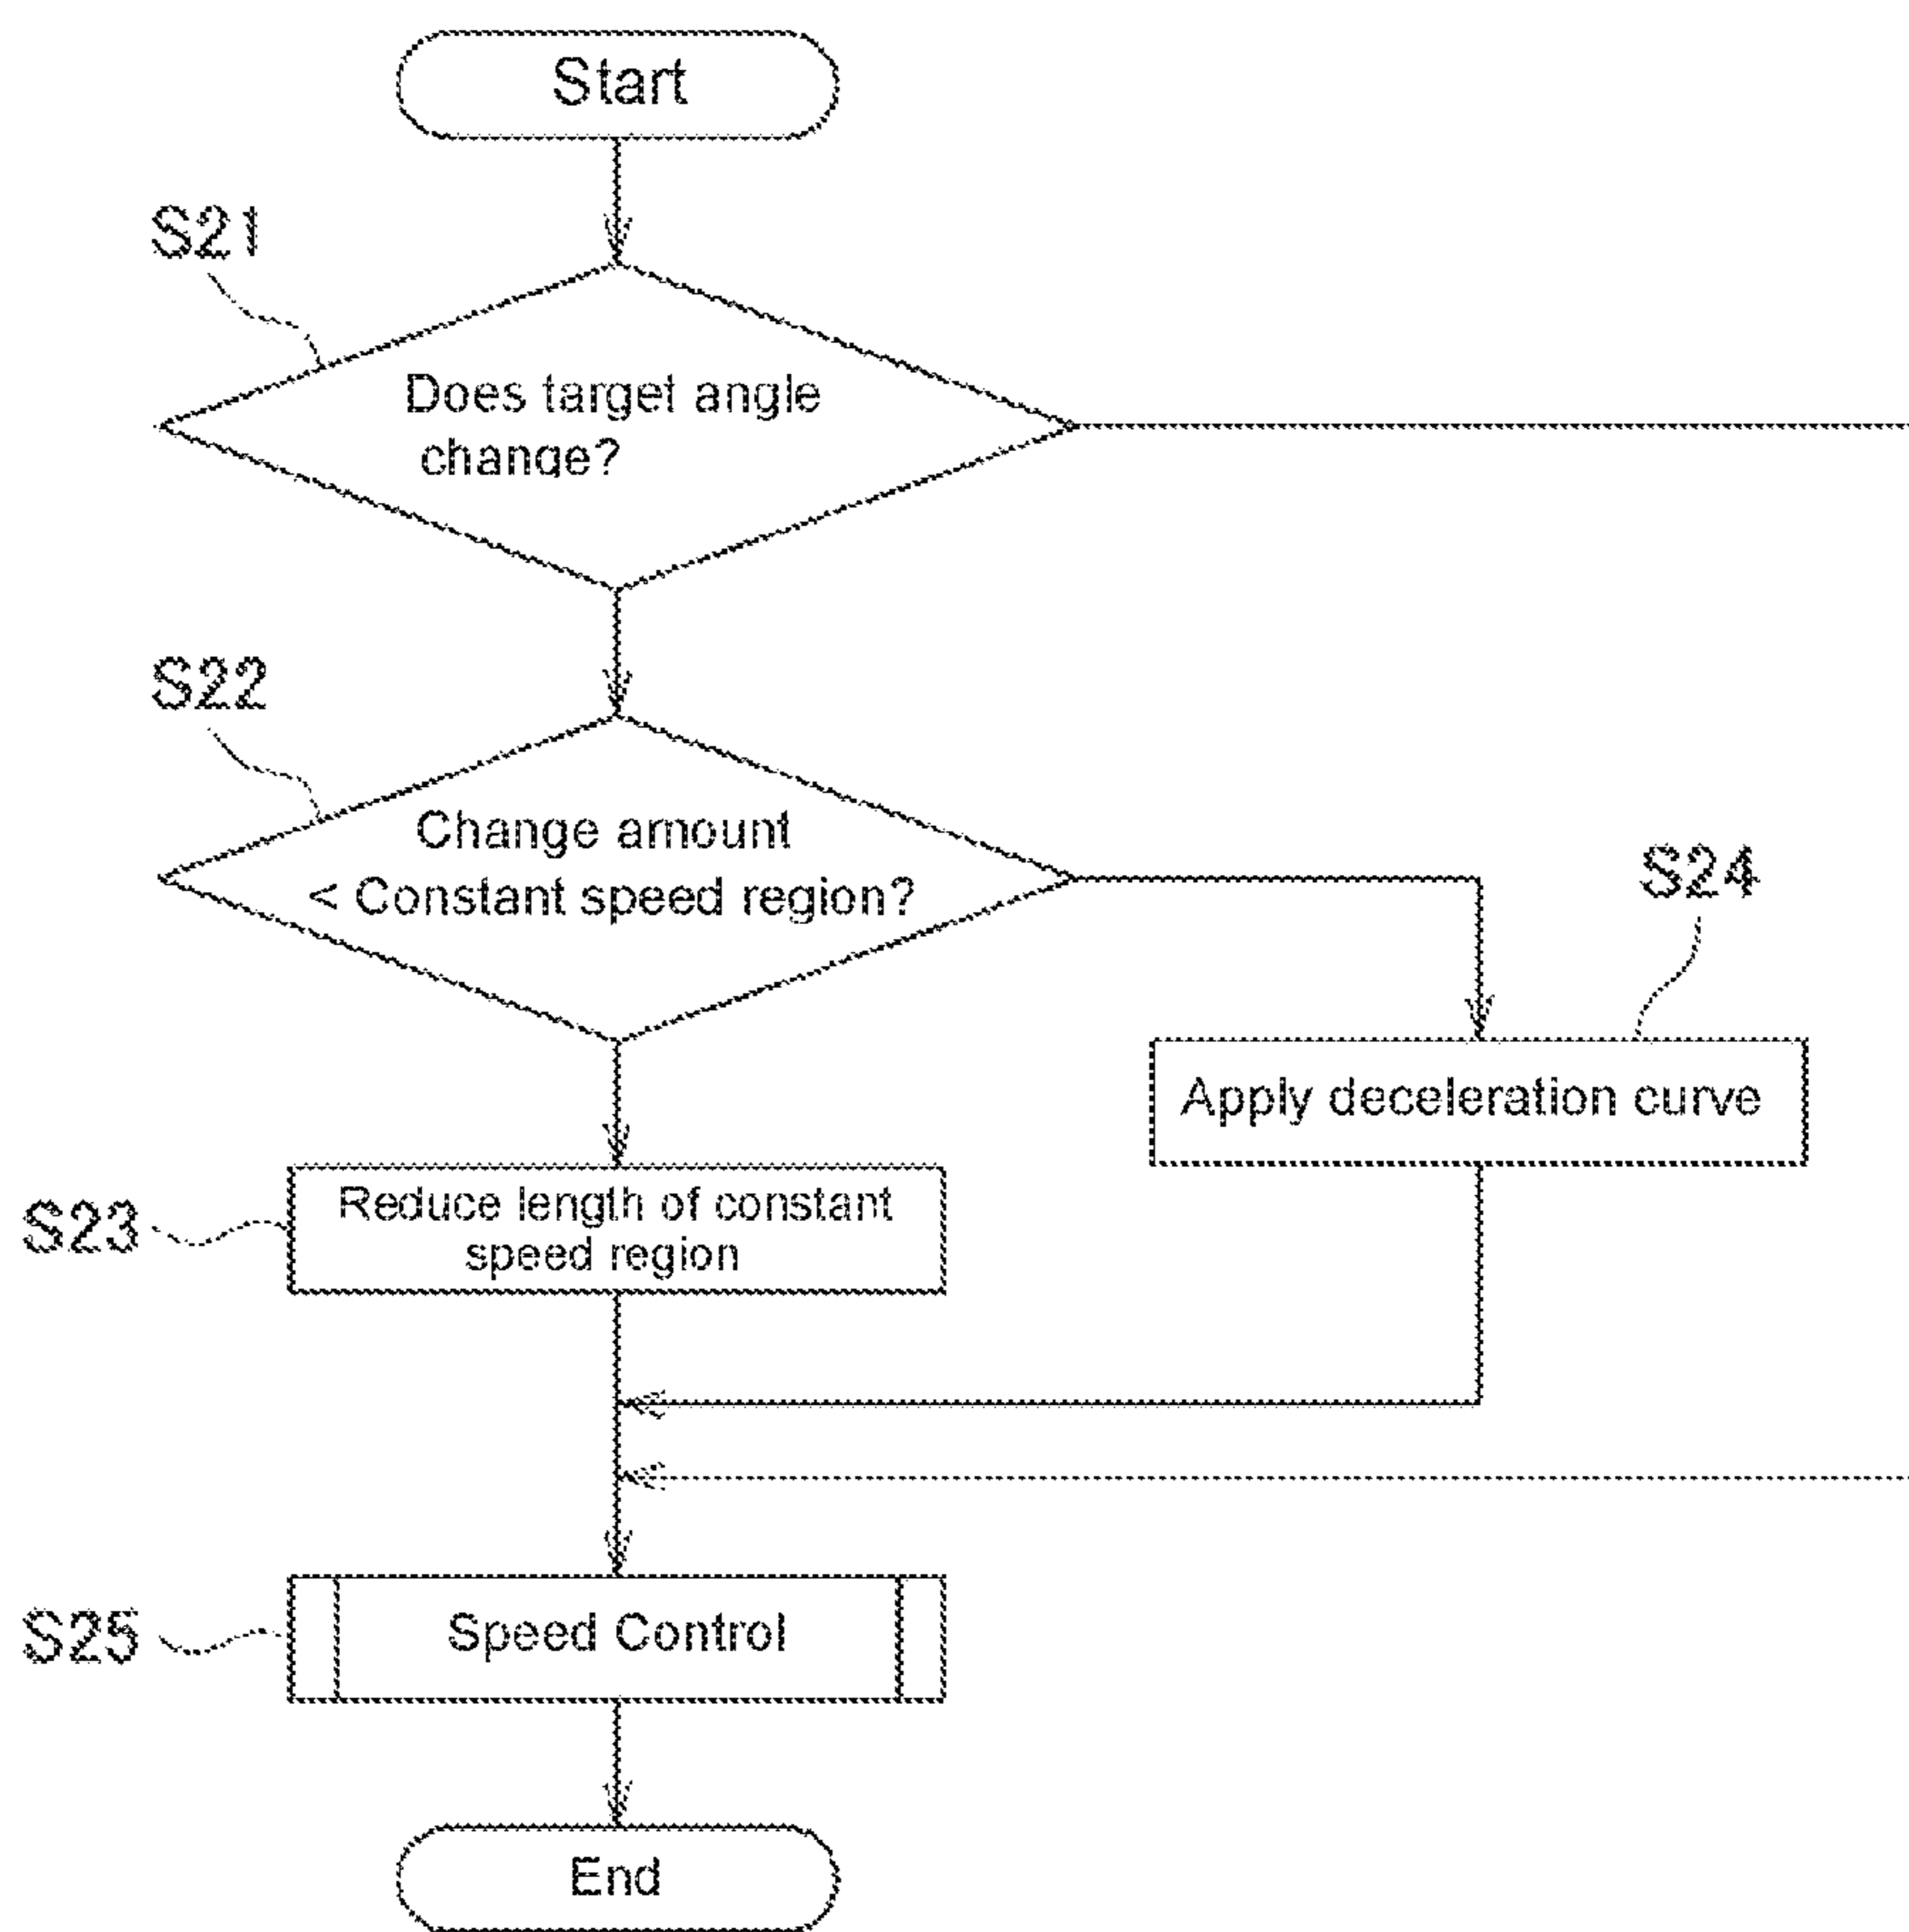 Start
S21
Does target angle
change?
S22
Change amount
< Constant speed region?
S24
Apply deceleration curve
S23
Reduce length of constant
speed region
S25
Speed Control
End